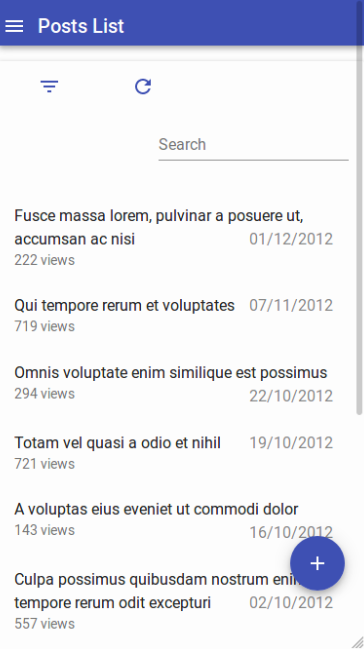 Posts List
Search
Fusce massa lorem, pulvinar a posuere ut,
accumsan ac nisi 01/12/2012
222 views
Qui tempore rerum et voluptates 07/11/2012
719 views
Omnis voluptate enim similique est possimus
294 views 22/10/2012
Totam vel quasi a odio et nihil 19/10/2012
721 views
A voluptas eius eveniet ut commodi dolor
143 views 16/10/2012
Culpa possimus quibusdam nostrum
tempore rerum odit excepturi 02/10/2012
557 views